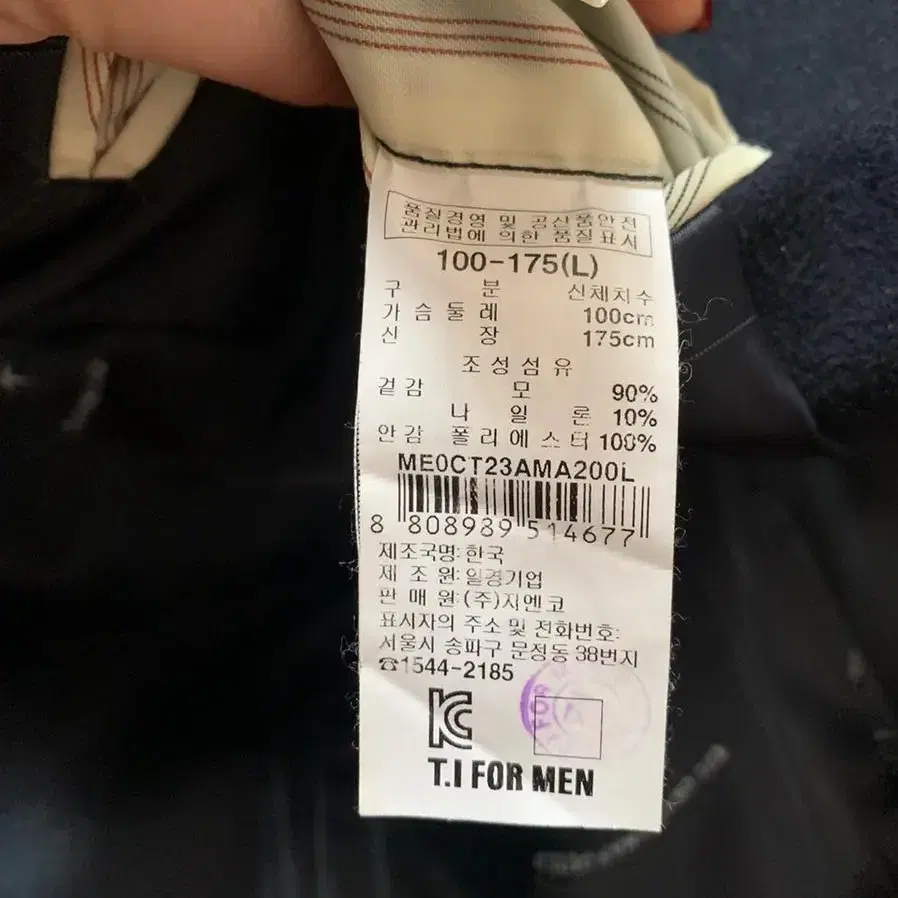 품질경영 및 공산품안전
관리법에 의한 품질표시
100-175(L)
구 분 신체치수
가슴둘레 100cm
신 장 175cm
조성섬유
겉감 모 90%
나 일 론 10%
안감 폴리에스터 100%
ME0CT23AMA200L
8 808989 514677
제조국명: 한국
제 조 원: 일경기업
판 매 원: (주)지엔코
표시자의 주소 및 전화번호:
서울시 송파구 문정동 38번지
☎1544-2185
KC
T.I FOR MEN